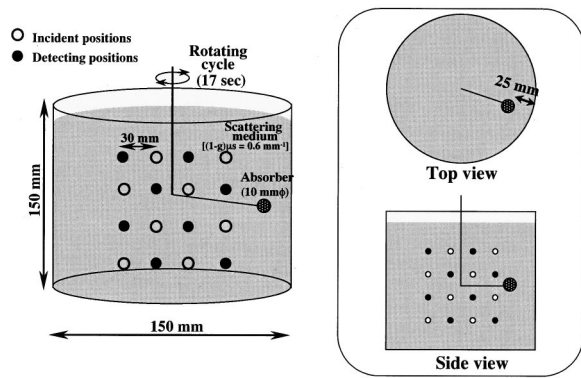 Incident positions
Detecting positions
Rotating
cycle
(17 sec)
30 mm
Scattering
medium
[(1-g)μs = 0.6 mm⁻¹]
Absorber
(10 mmϕ)
150 mm
150 mm
25 mm
Top view
Side view